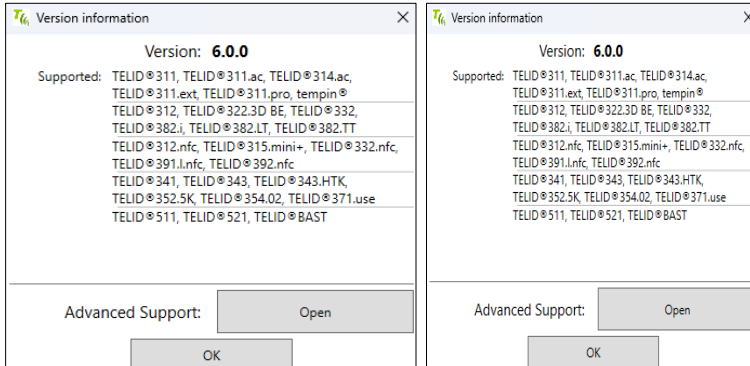 Version information
Version: 6.0.0
Supported: TELID®311, TELID®311.ac, TELID®314.ac,
TELID®311.ext, TELID®311.pro, tempin®
TELID®312, TELID®322.3D BE, TELID®332,
TELID®382.i, TELID®382.LT, TELID®382.TT
TELID®312.nfc, TELID®315.mini+, TELID®332.nfc,
TELID®391.l.nfc, TELID®392.nfc
TELID®341, TELID®343, TELID®343.HTK,
TELID®352.5K, TELID®354.02, TELID®371.use
TELID®511, TELID®521, TELID®BAST
Advanced Support: Open
OK
Version information
Version: 6.0.0
Supported: TELID®311, TELID®311.ac, TELID®314.ac,
TELID®311.ext, TELID®311.pro, tempin®
TELID®312, TELID®322.3D BE, TELID®332,
TELID®382.i, TELID®382.LT, TELID®382.TT
TELID®312.nfc, TELID®315.mini+, TELID®332.nfc,
TELID®391.l.nfc, TELID®392.nfc
TELID®341, TELID®343, TELID®343.HTK,
TELID®352.5K, TELID®354.02, TELID®371.use
TELID®511, TELID®521, TELID®BAST
Advanced Support: Open
OK